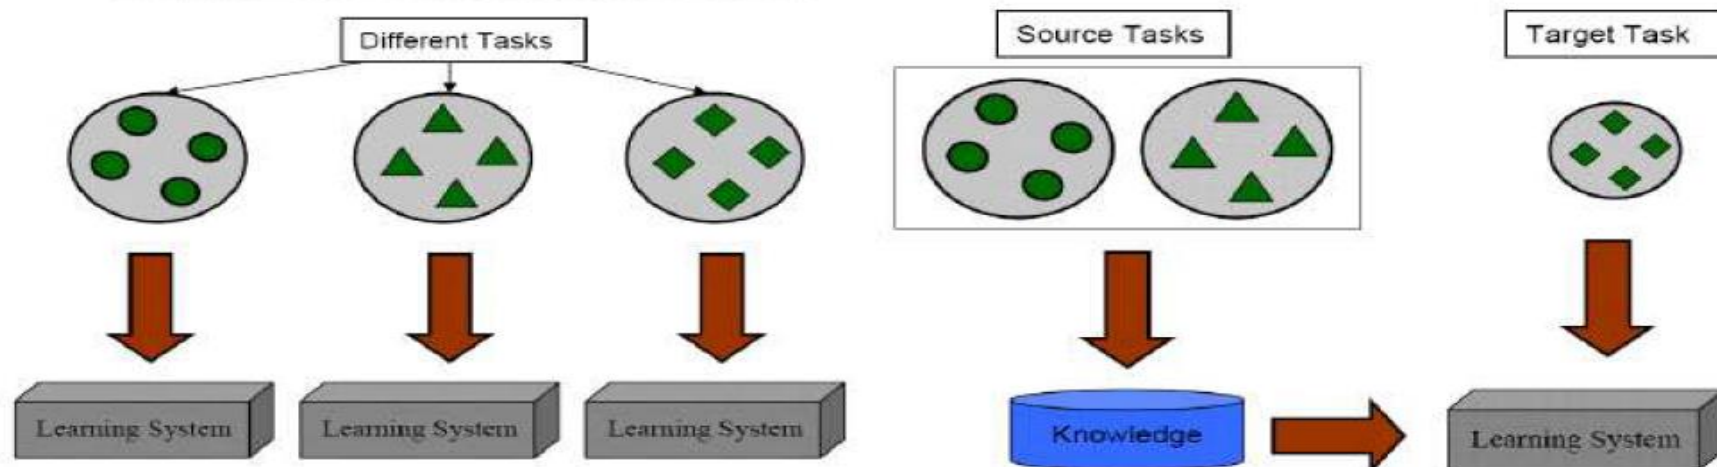 Different Tasks
Source Tasks
Target Task
Learning System
Learning System
Learning System
Knowledge
Learning System